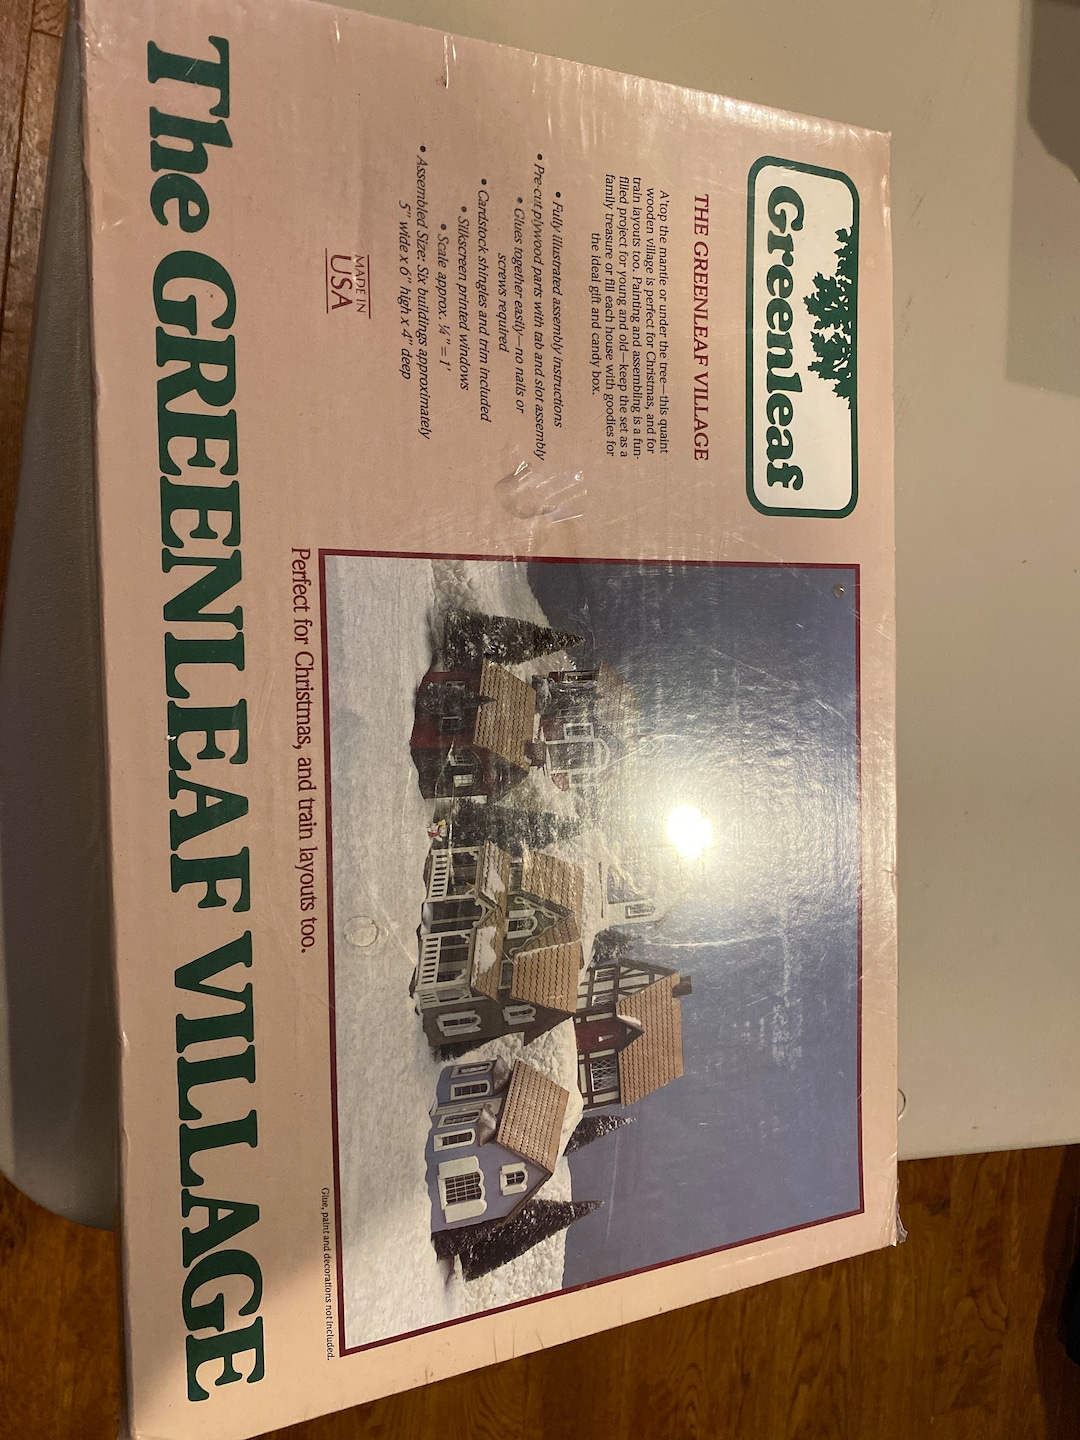 Greenleaf
THE GREENLEAF VILLAGE
A'top the mantle or under the tree—this quaint
wooden village is perfect for Christmas, and for
train layouts too. Painting and assembling is a fun-
filled project for young and old—keep the set as a
family treasure or fill each house with goodies for
the ideal gift and candy box.
• Fully illustrated assembly instructions
• Pre-cut plywood parts with tab and slot assembly
• Glues together easily—no nails or
screws required
• Cardstock shingles and trim included
• Silkscreen printed windows
• Scale approx. ¼" = 1'
• Assembled Size: Six buildings approximately
5" wide x 6" high x 4" deep
MADE IN
USA
Perfect for Christmas, and train layouts too.
Glue, paint and decorations not included.
The GREENLEAF VILLAGE